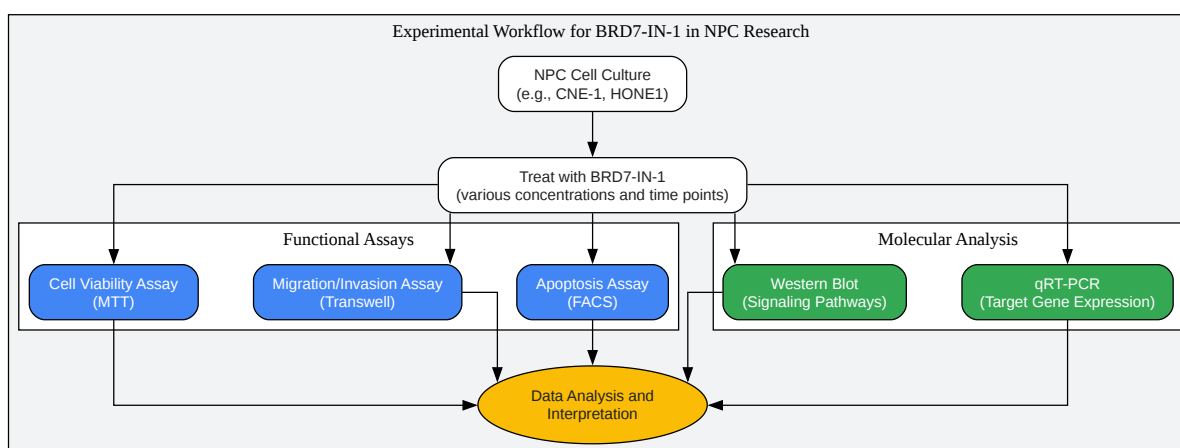 Experimental Workflow for BRD7-IN-1 in NPC Research
NPC Cell Culture
(e.g., CNE-1, HONE1)
Treat with BRD7-IN-1
(various concentrations and time points)
Functional Assays
Molecular Analysis
Cell Viability Assay
(MTT)
Migration/Invasion Assay
(Transwell)
Apoptosis Assay
(FACS)
Western Blot
(Signaling Pathways)
qRT-PCR
(Target Gene Expression)
Data Analysis and
Interpretation